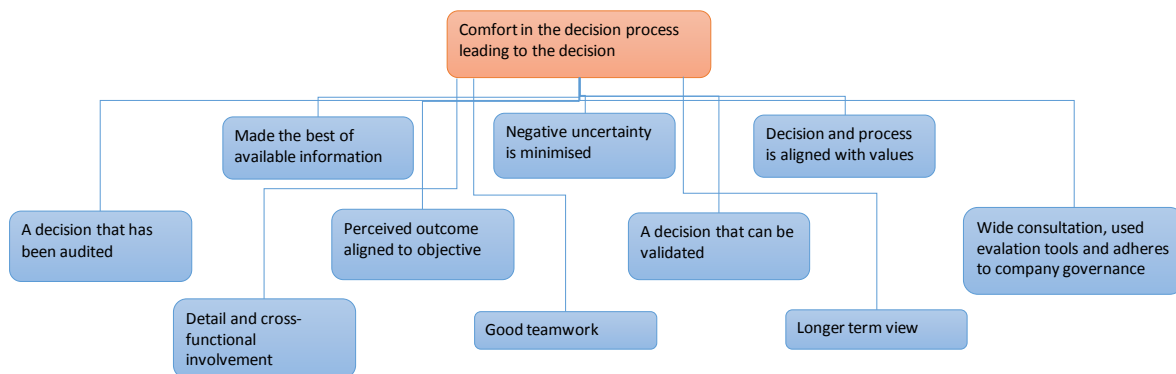 Comfort in the decision process
leading to the decision
Made the best of
available information
Negative uncertainty
is minimised
Decision and process
is aligned with values
A decision that has
been audited
Perceived outcome
aligned to objective
A decision that can be
validated
Wide consultation, used
evalation tools and adheres
to company governance
Detail and cross-
functional
involvement
Good teamwork
Longer term view